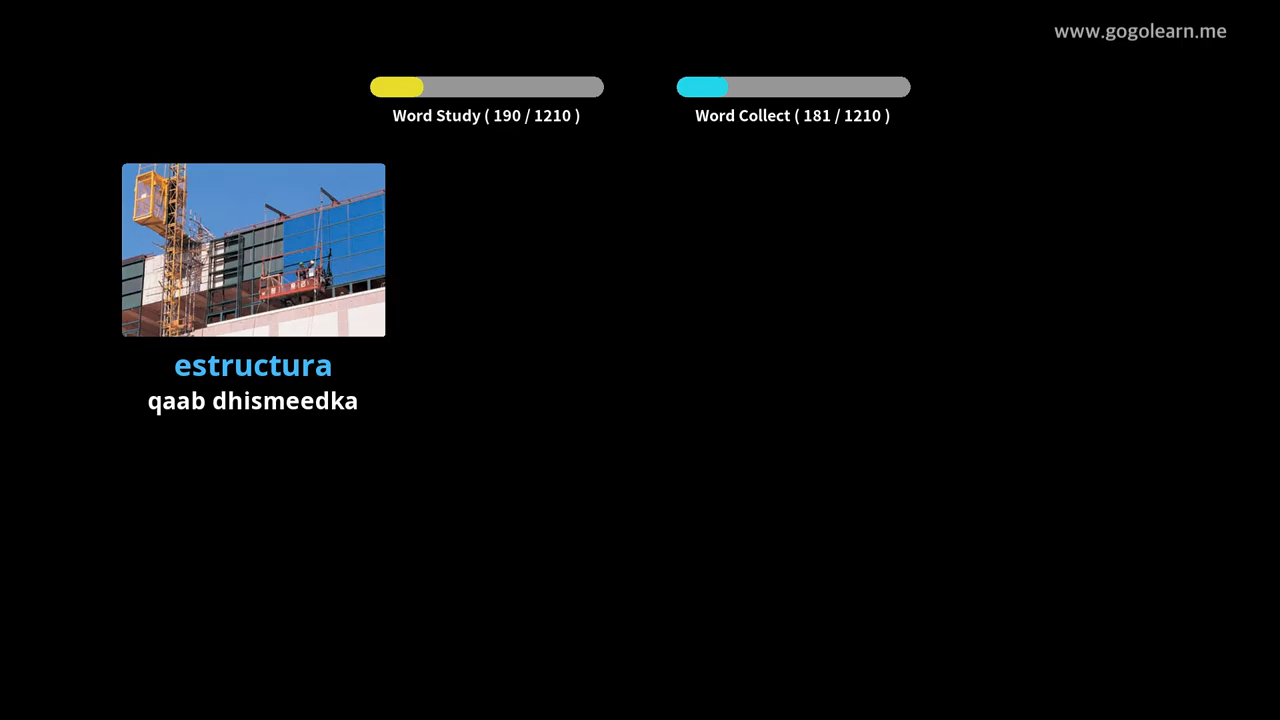 www.gogolearn.me
Word Study ( 190 / 1210 )
Word Collect ( 181 / 1210 )
estructura
qaab dhismeedka